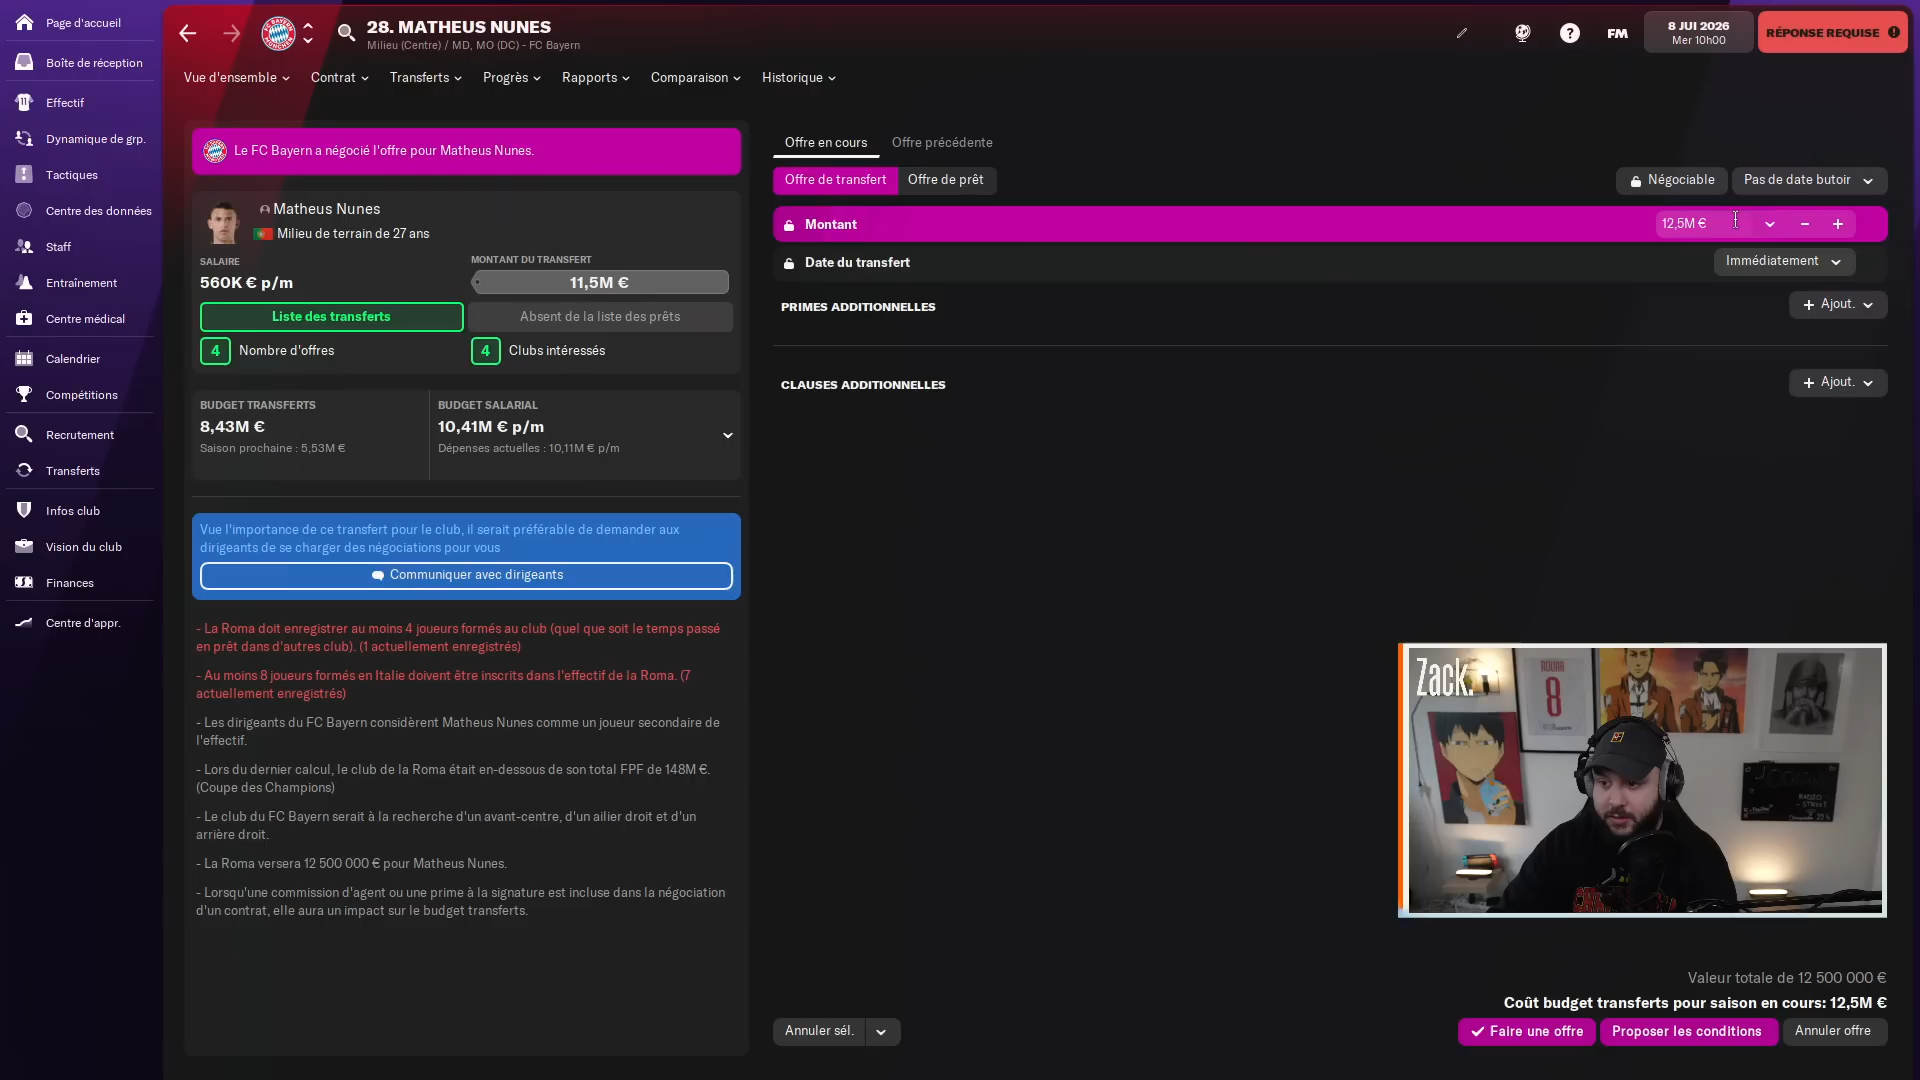 Page d'accueil
Boîte de réception
Effectif
Dynamique de grp.
Tactiques
Centre des données
Staff
Entraînement
Centre médical
Calendrier
Compétitions
Recrutement
Transferts
Infos club
Vision du club
Finances
Centre d'appr.
28. MATHEUS NUNES
Milieu (Centre) / MD, MO (DC) - FC Bayern
FM
8 JUI 2026
Mer 10h00
RÉPONSE REQUISE
Vue d'ensemble
Contrat
Transferts
Progrès
Rapports
Comparaison
Historique
Le FC Bayern a négocié l'offre pour Matheus Nunes.
Matheus Nunes
Milieu de terrain de 27 ans
SALAIRE
560K € p/m
MONTANT DU TRANSFERT
11,5M €
Liste des transferts
Absent de la liste des prêts
4 Nombre d'offres
4 Clubs intéressés
BUDGET TRANSFERTS
8,43M €
Saison prochaine : 5,53M €
BUDGET SALARIAL
10,41M € p/m
Dépenses actuelles : 10,11M € p/m
Vue l'importance de ce transfert pour le club, il serait préférable de demander aux
dirigeants de se charger des négociations pour vous
Communiquer avec dirigeants
- La Roma doit enregistrer au moins 4 joueurs formés au club (quel que soit le temps passé
en prêt dans d'autres club). (1 actuellement enregistrés)
- Au moins 8 joueurs formés en Italie doivent être inscrits dans l'effectif de la Roma. (7
actuellement enregistrés)
- Les dirigeants du FC Bayern considèrent Matheus Nunes comme un joueur secondaire de
l'effectif.
- Lors du dernier calcul, le club de la Roma était en-dessous de son total FPF de 148M €.
(Coupe des Champions)
- Le club du FC Bayern serait à la recherche d'un avant-centre, d'un ailier droit et d'un
arrière droit.
- La Roma versera 12 500 000 € pour Matheus Nunes.
- Lorsqu'une commission d'agent ou une prime à la signature est incluse dans la négociation
d'un contrat, elle aura un impact sur le budget transferts.
Offre en cours
Offre précédente
Offre de transfert
Offre de prêt
Négociable
Pas de date butoir
Montant
12,5M €
Date du transfert
Immédiatement
PRIMES ADDITIONNELLES
Ajout.
CLAUSES ADDITIONNELLES
Ajout.
Zack.
8
Valeur totale de 12 500 000 €
Coût budget transferts pour saison en cours: 12,5M €
Annuler sél.
Faire une offre
Proposer les conditions
Annuler offre